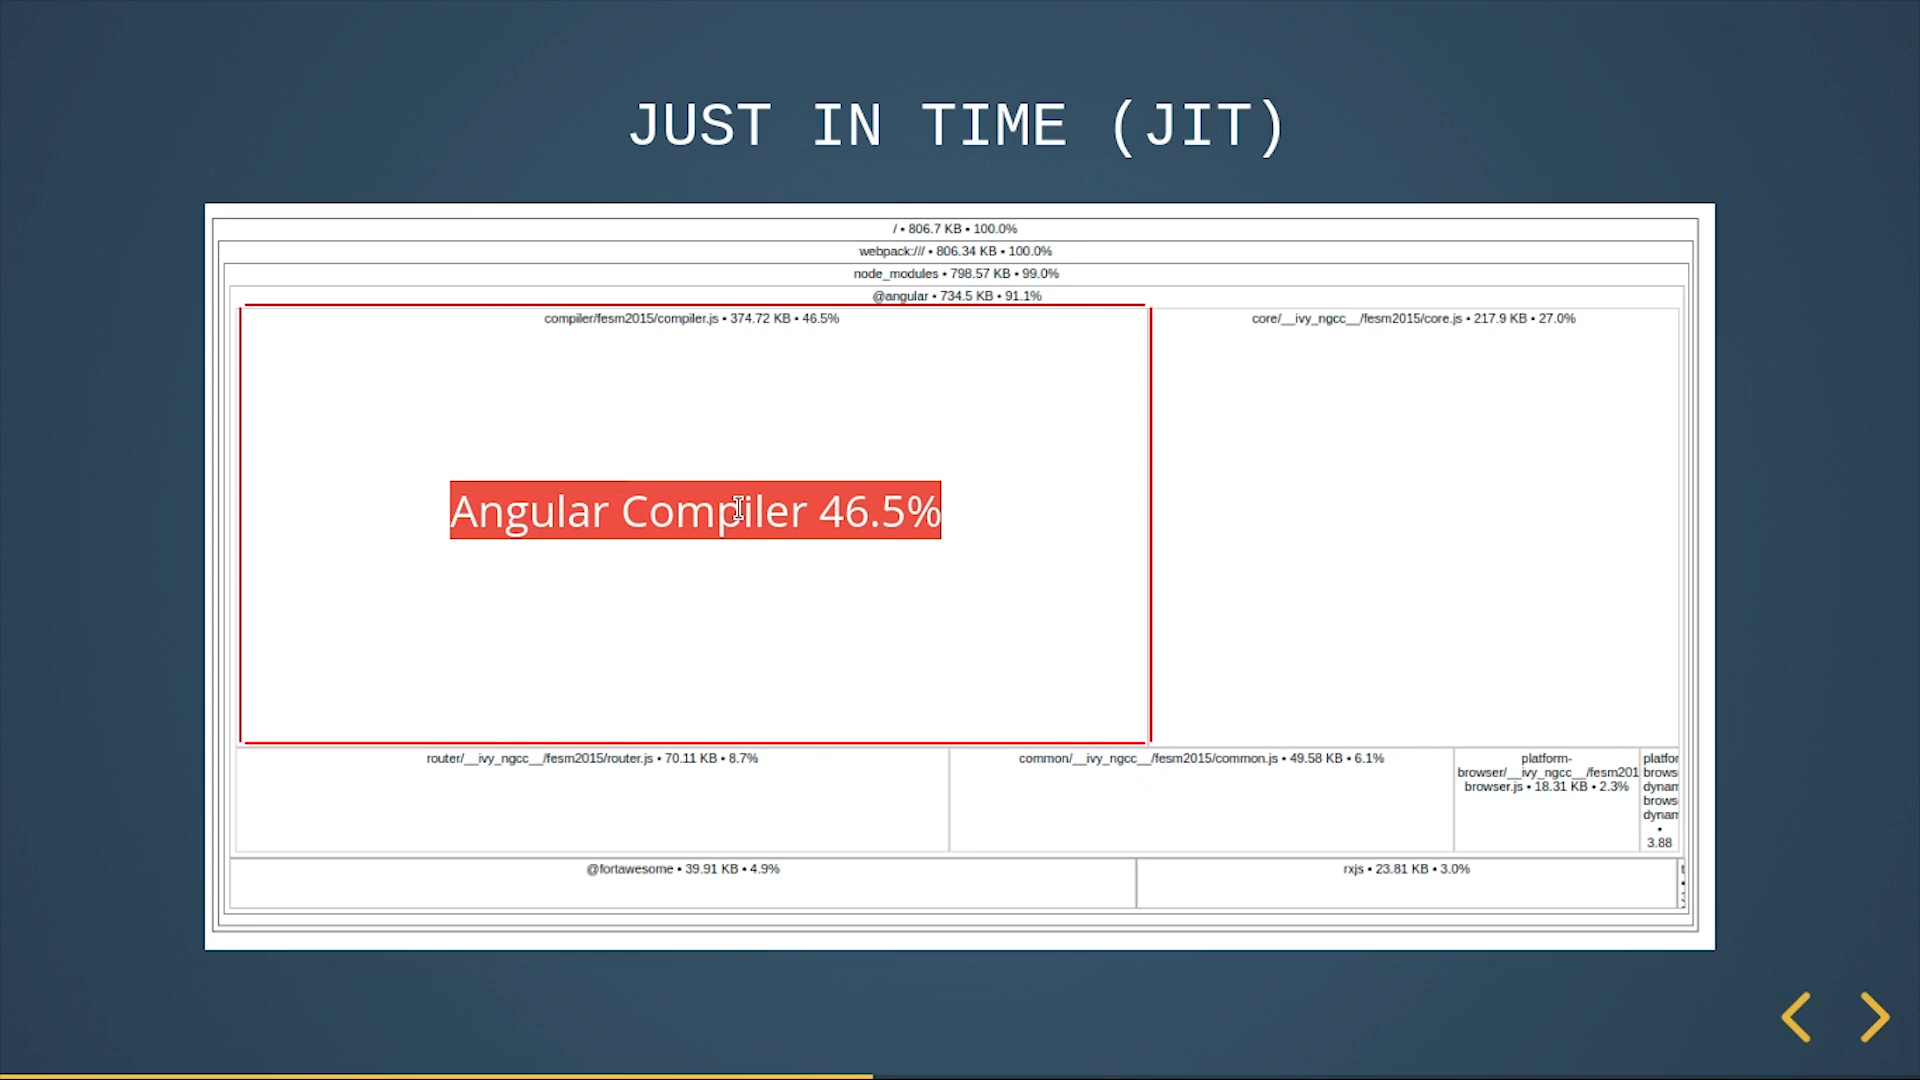 JUST IN TIME (JIT)
/ • 806.7 KB • 100.0%
webpack:/// • 806.34 KB • 100.0%
node_modules • 798.57 KB • 99.0%
@angular • 734.5 KB • 91.1%
compiler/fesm2015/compiler.js • 374.72 KB • 46.5%
core/__ivy_ngcc__/fesm2015/core.js • 217.9 KB • 27.0%
Angular Compiler 46.5%
router/__ivy_ngcc__/fesm2015/router.js • 70.11 KB • 8.7%
common/__ivy_ngcc__/fesm2015/common.js • 49.58 KB • 6.1%
platform-
browser/__ivy_ngcc__/fesm201
browser.js • 18.31 KB • 2.3%
platfor
brows
dynam
brows
dynam
•
3.88
@fortawesome • 39.91 KB • 4.9%
rxjs • 23.81 KB • 3.0%